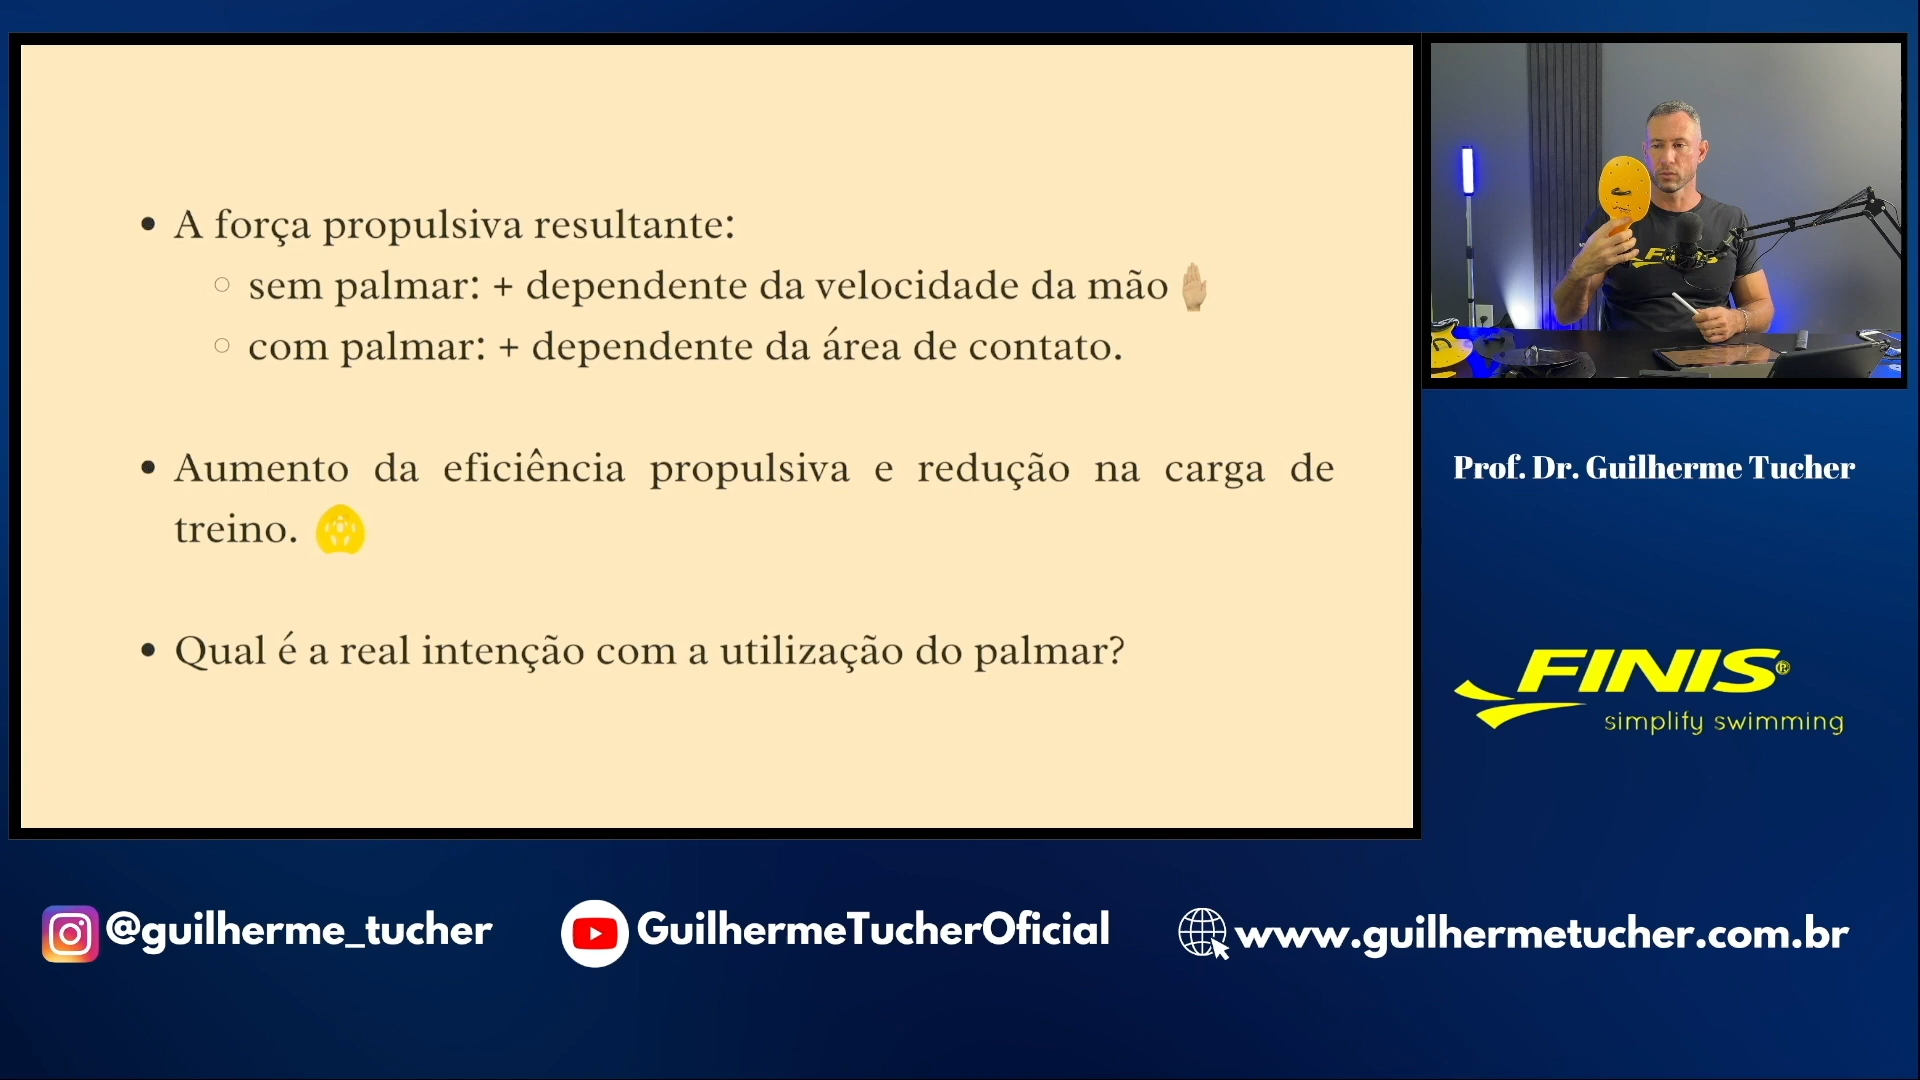 A força propulsiva resultante:
sem palmar: + dependente da velocidade da mão
com palmar: + dependente da área de contato.
Aumento da eficiência propulsiva e redução na carga de
treino.
Qual é a real intenção com a utilização do palmar?
Prof. Dr. Guilherme Tucher
FINIS®
simplify swimming
@guilherme_tucher
GuilhermeTucherOficial
www.guilhermetucher.com.br